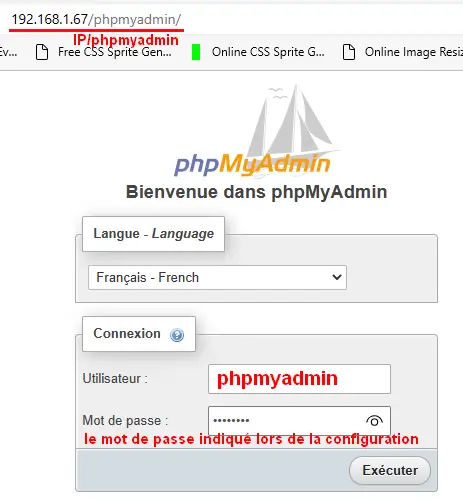 192.168.1.67/phpmyadmin/
IP/phpmyadmin
Ev... Free CSS Sprite Gen... Online CSS Sprite G... Online Image Resiz
phpMyAdmin
Bienvenue dans phpMyAdmin
Langue - Language
Français - French
Connexion
Utilisateur : phpmyadmin
Mot de passe : ••••••••
le mot de passe indiqué lors de la configuration
Exécuter